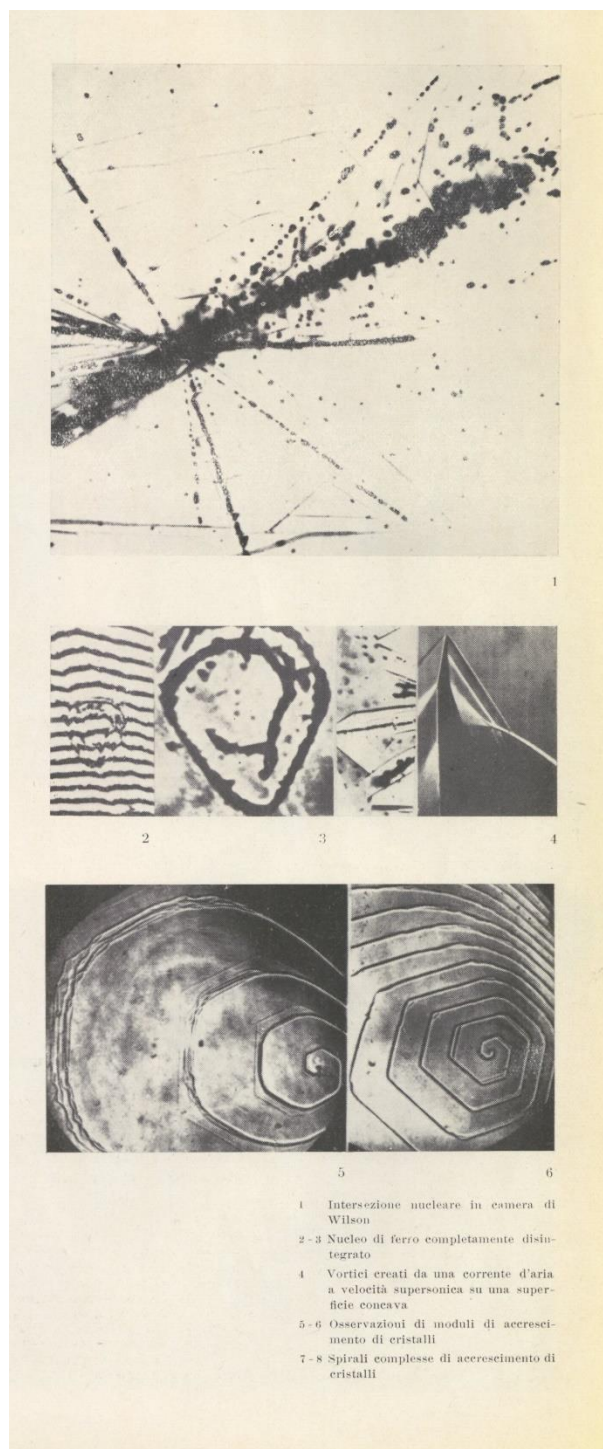 1
2
3
4
5
6
1 Intersezione nucleare in camera di
Wilson
2 - 3 Nucleo di ferro completamente disin-
tegrato
4 Vortici creati da una corrente d'aria
a velocità supersonica su una super-
ficie concava
5 - 6 Osservazioni di moduli di accresci-
mento di cristalli
7 - 8 Spirali complesse di accrescimento di
cristalli